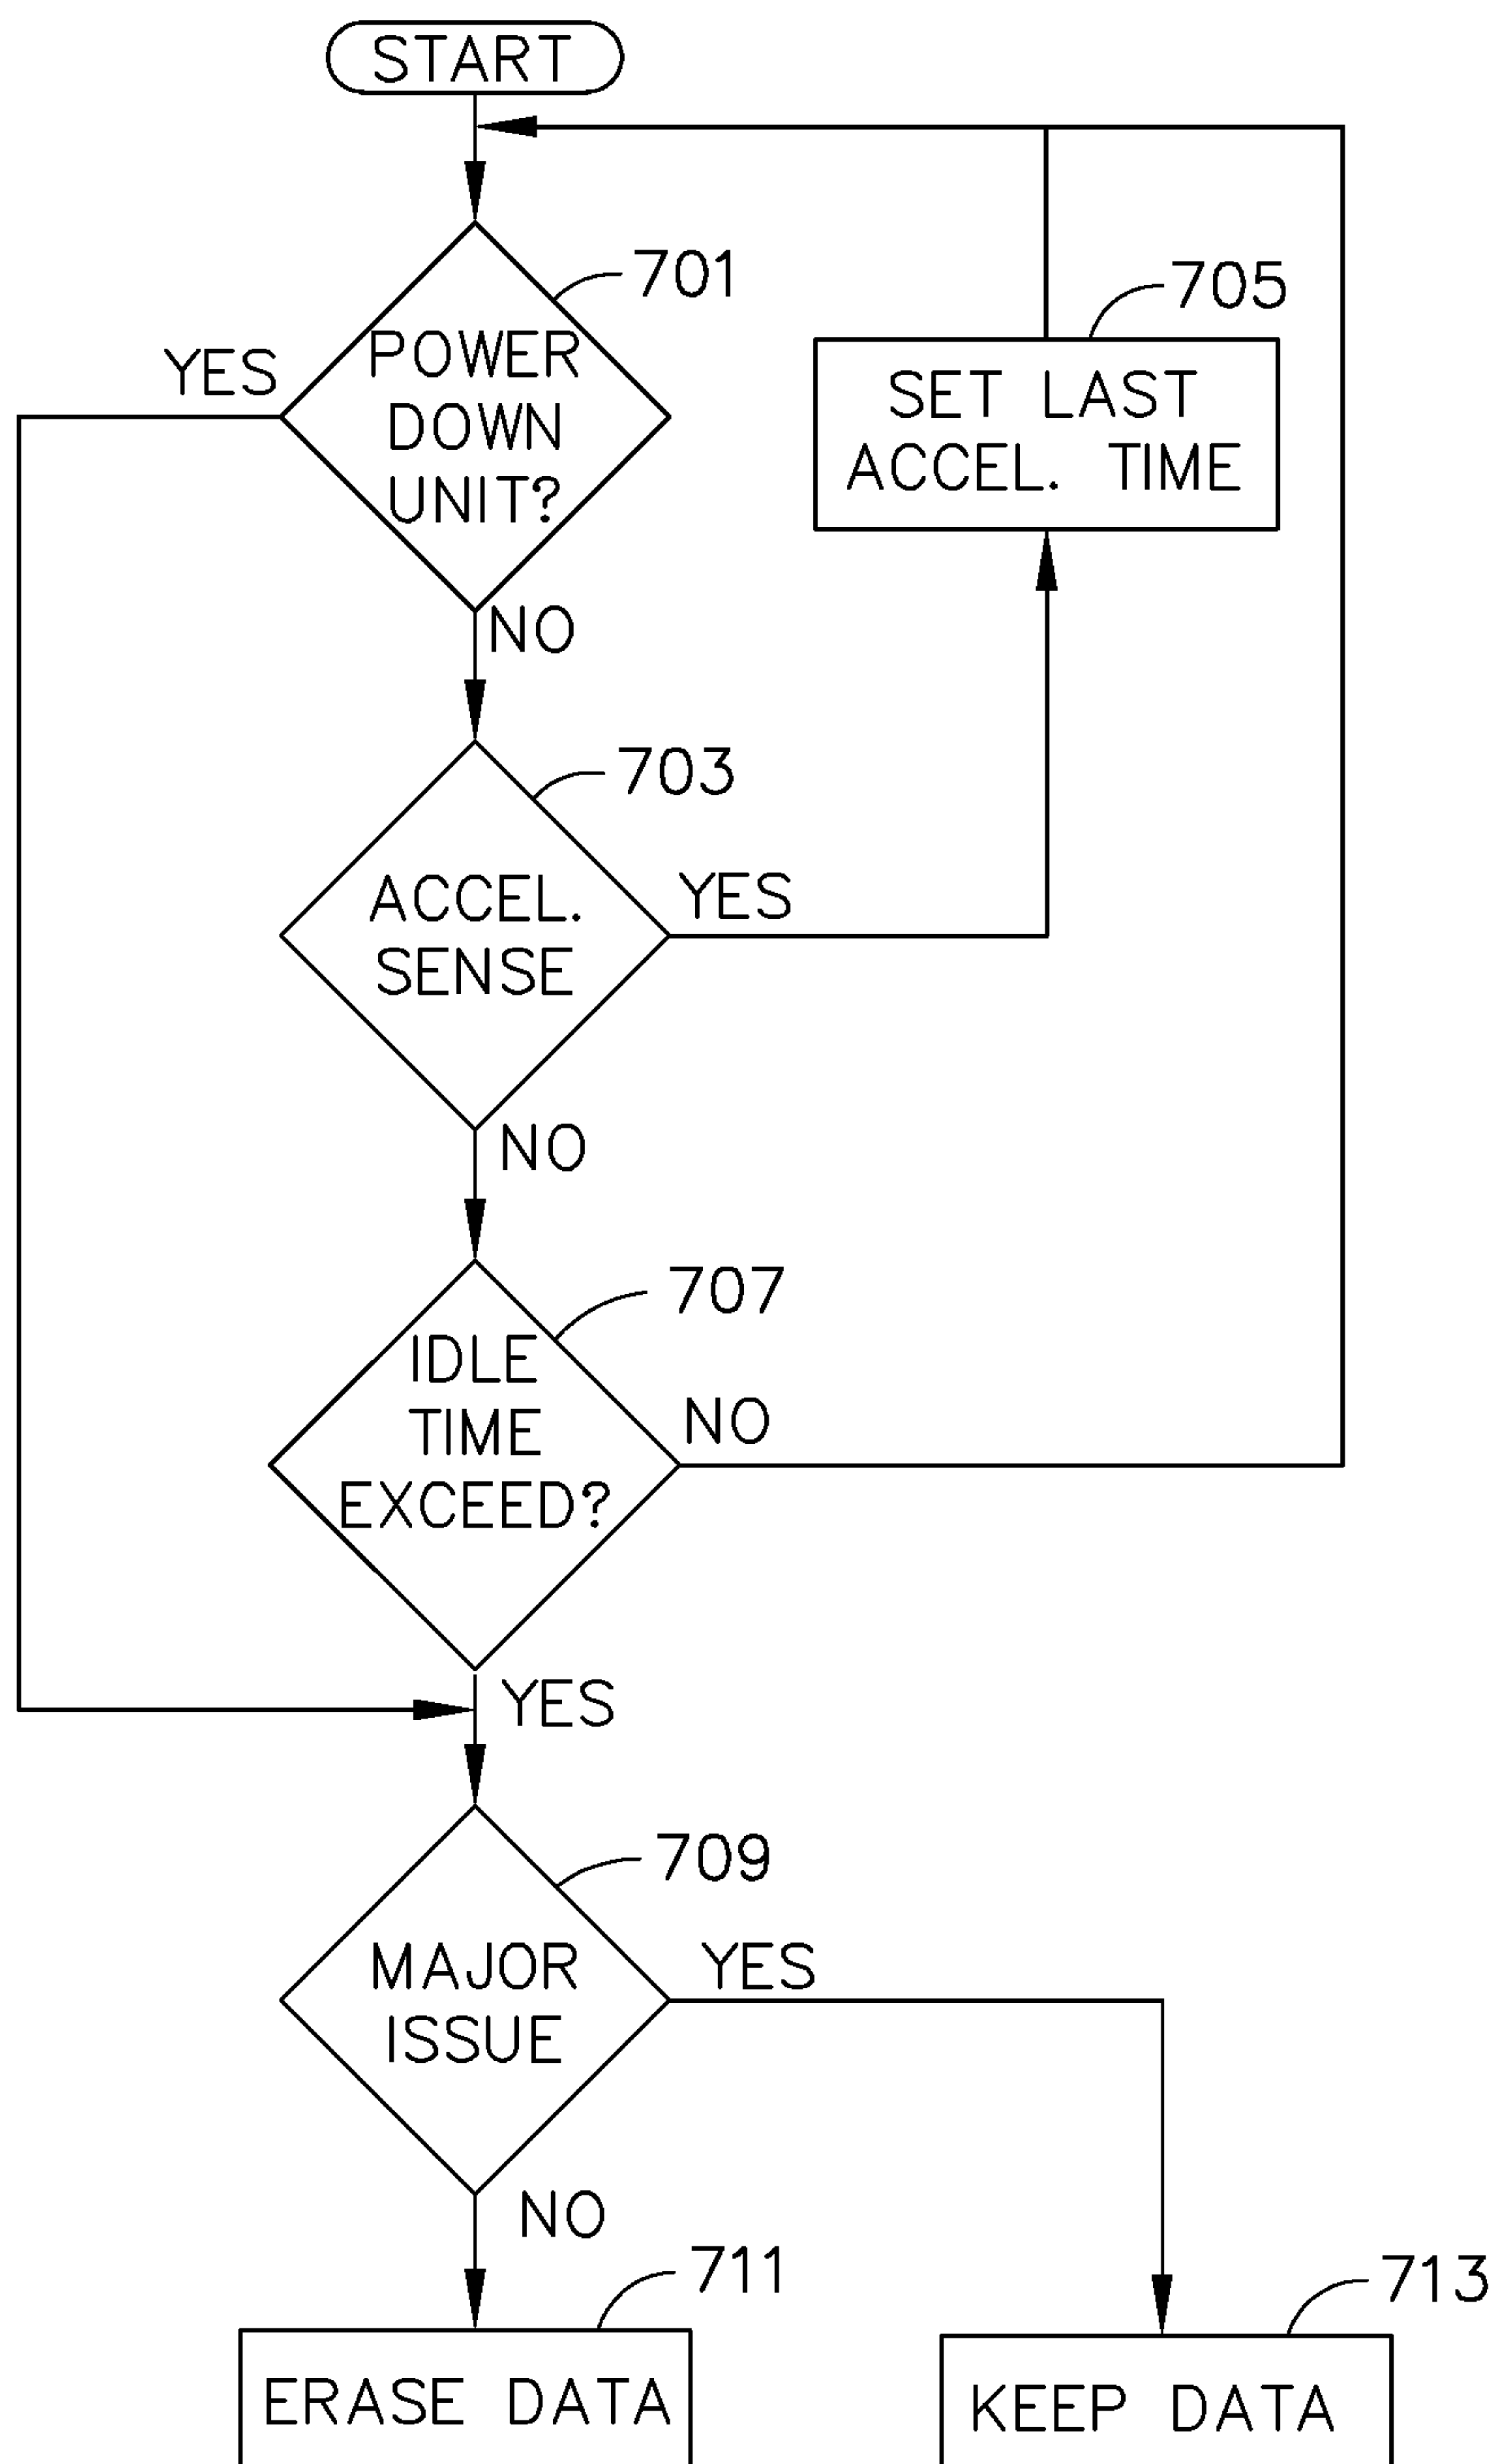 START
701
POWER
DOWN
UNIT?
YES
NO
705
SET LAST
ACCEL. TIME
703
ACCEL.
SENSE
YES
NO
707
IDLE
TIME
EXCEED?
NO
YES
709
MAJOR
ISSUE
YES
NO
711
ERASE DATA
713
KEEP DATA